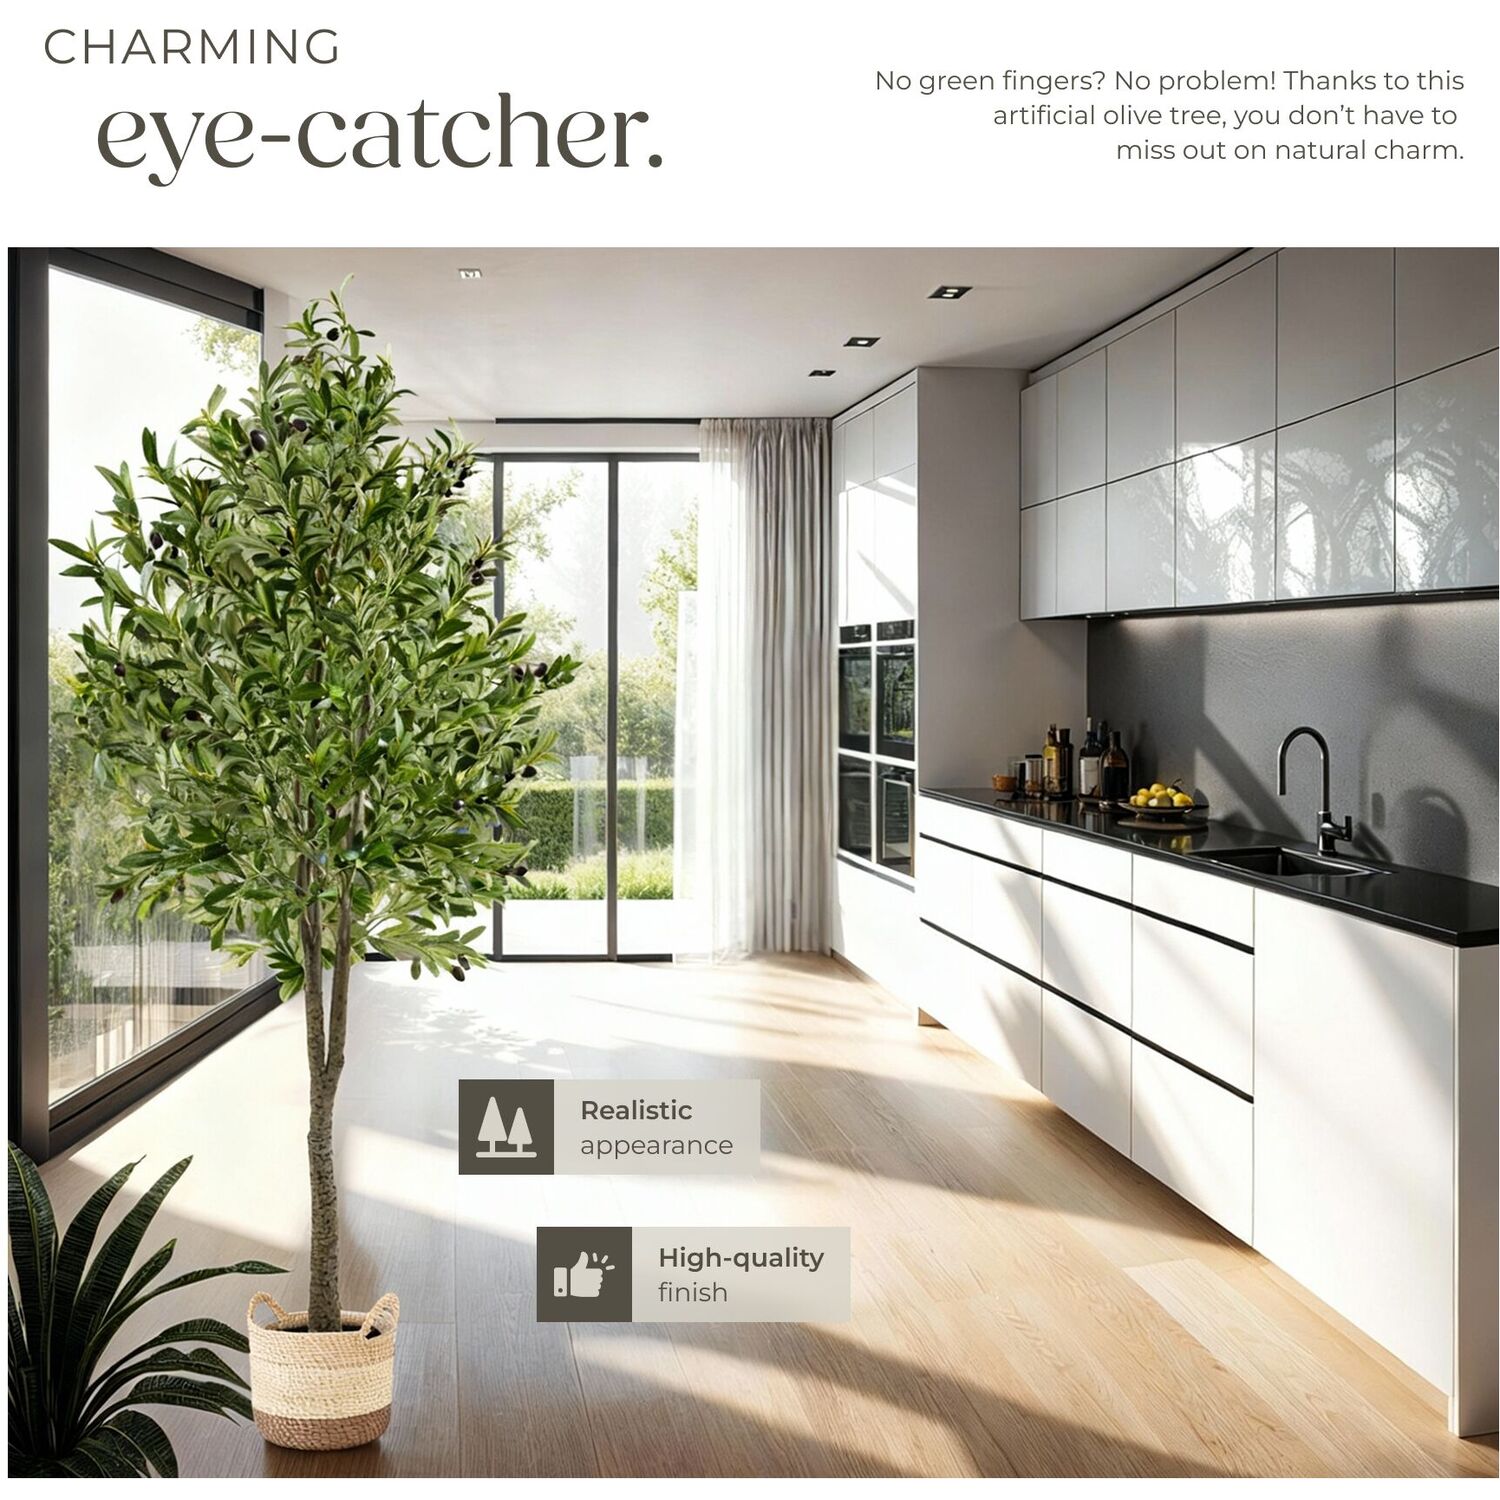 CHARMING
eye-catcher.
No green fingers? No problem! Thanks to this
artificial olive tree, you don’t have to
miss out on natural charm.
Realistic
appearance
High-quality
finish